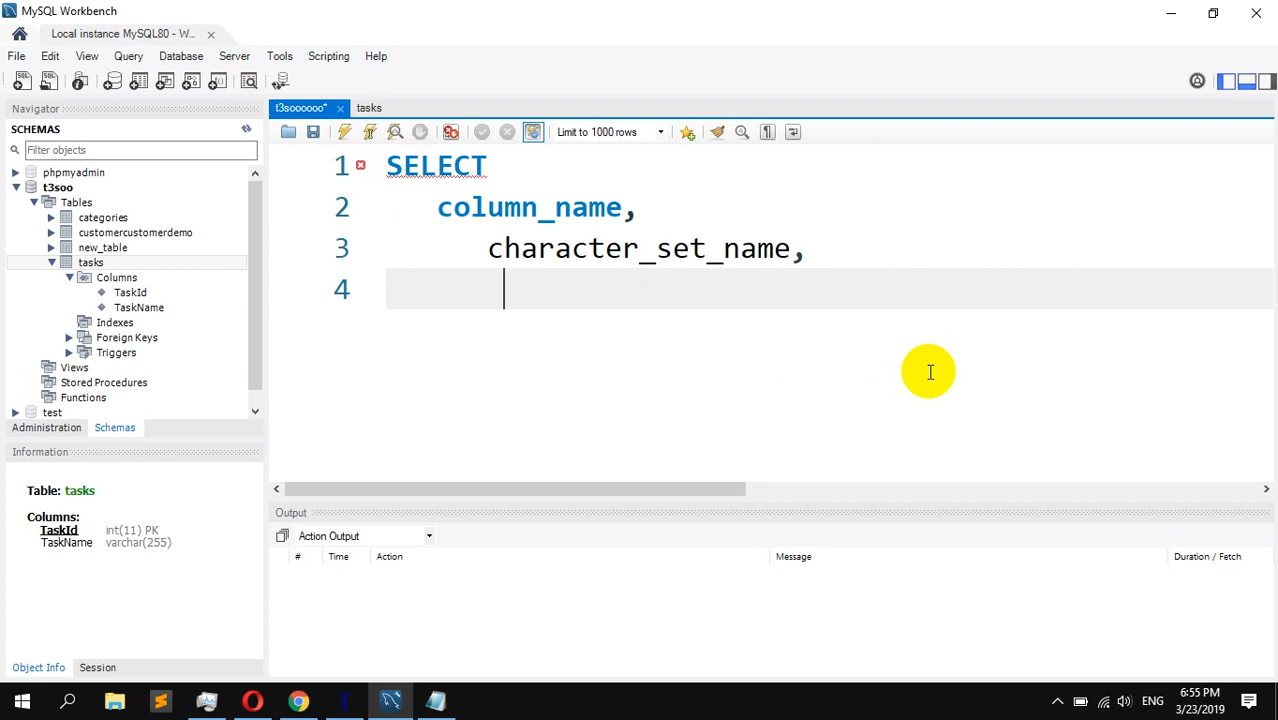 MySQL Workbench
Local instance MySQL80 - W...
File Edit View Query Database Server Tools Scripting Help
Navigator
SCHEMAS
Filter objects
phpmyadmin
t3soo
Tables
categories
customercustomerdemo
new_table
tasks
Columns
TaskId
TaskName
Indexes
Foreign Keys
Triggers
Views
Stored Procedures
Functions
test
Administration Schemas
Information
Table: tasks
Columns:
TaskId int(11) PK
TaskName varchar(255)
Object Info Session
t3soooooo* tasks
Limit to 1000 rows
1 SELECT
2 column_name,
3 character_set_name,
4
Output
Action Output
# Time Action Message Duration / Fetch
ENG
6:55 PM
3/23/2019